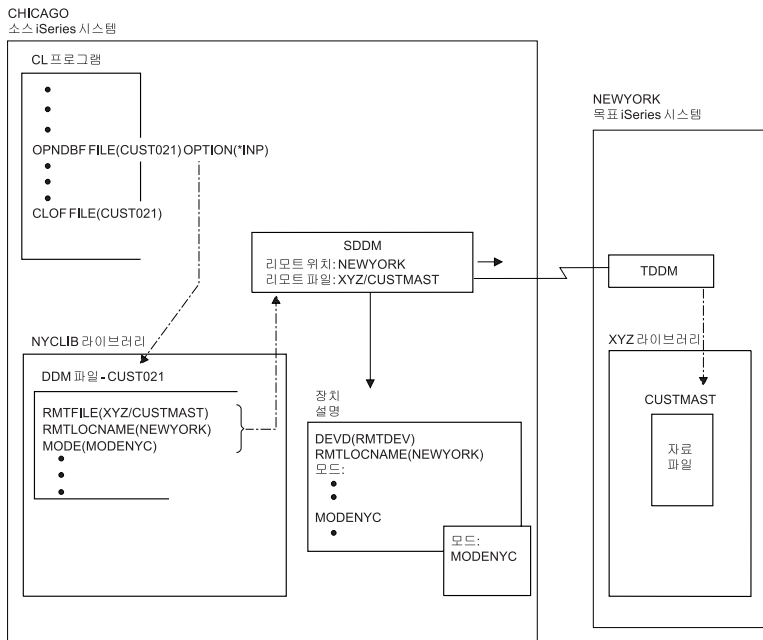 CHICAGO
소스 iSeries 시스템
CL 프로그램
OPNDBF FILE(CUST021) OPTION(*INP)
CLOF FILE(CUST021)
NYCLIB 라이브러리
DDM 파일 - CUST021
RMTFILE(XYZ/CUSTMAST)
RMTLOCNAME(NEWYORK)
MODE(MODENYC)
SDDM
리모트 위치: NEWYORK
리모트 파일: XYZ/CUSTMAST
장치
설명
DEVD(RMTDEV)
RMTLOCNAME(NEWYORK)
모드:
MODENYC
모드:
MODENYC
NEWYORK
목표 iSeries 시스템
TDDM
XYZ 라이브러리
CUSTMAST
자료
파일